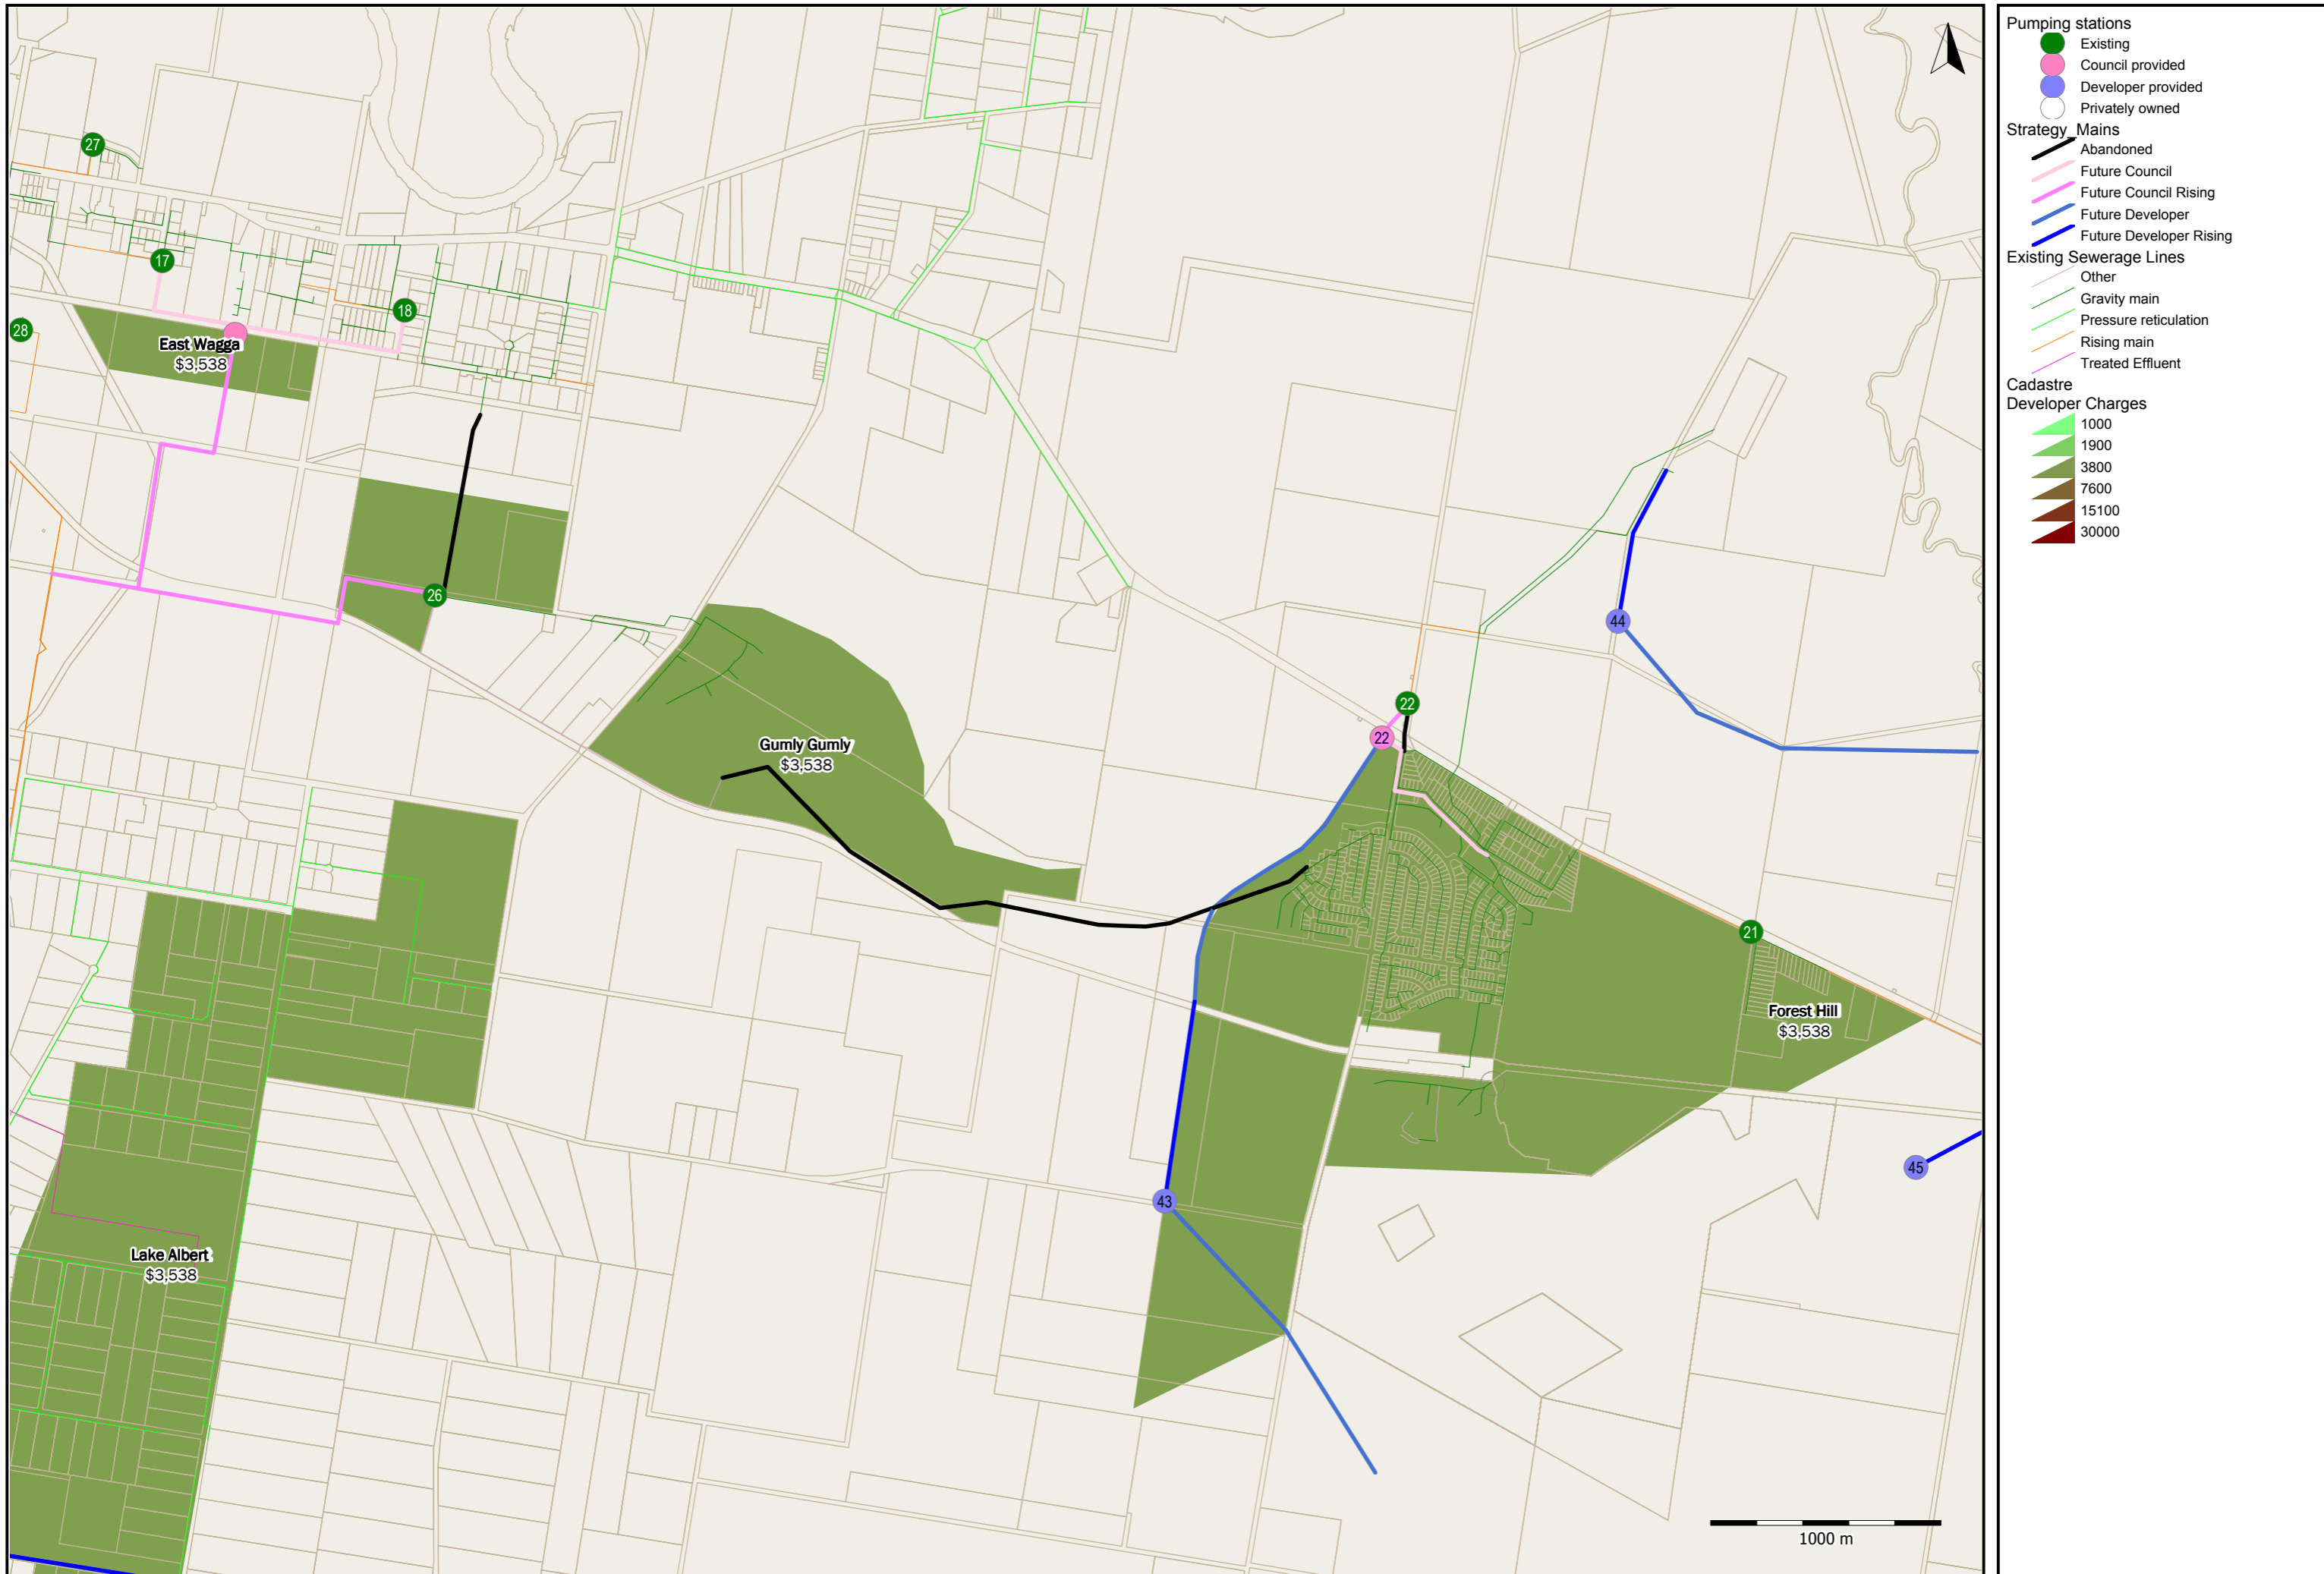 27
17
18
28
East Wagga
$3,538
26
44
22
22
Gumly Gumly
$3,538
21
Forest Hill
$3,538
45
43
Lake Albert
$3,538
1000 m
Pumping stations
Existing
Council provided
Developer provided
Privately owned
Strategy_Mains
Abandoned
Future Council
Future Council Rising
Future Developer
Future Developer Rising
Existing Sewerage Lines
Other
Gravity main
Pressure reticulation
Rising main
Treated Effluent
Cadastre
Developer Charges
1000
1900
3800
7600
15100
30000